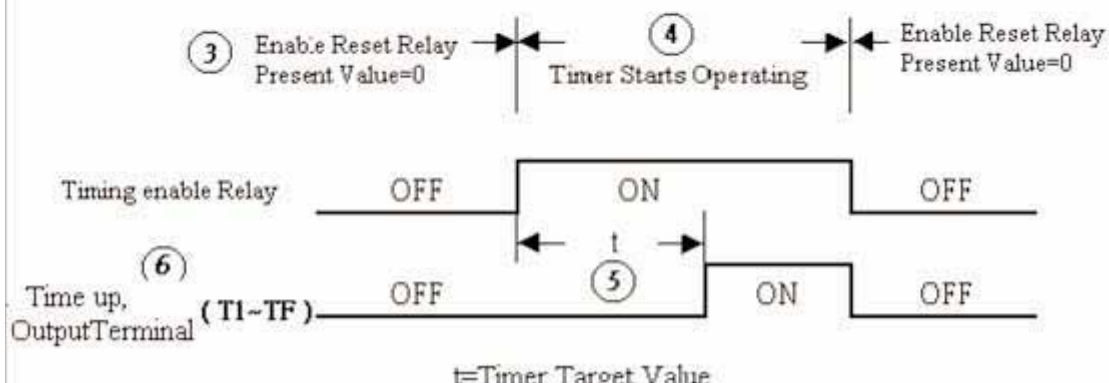 ③ Enable Reset Relay
Present Value=0
④
Timer Starts Operating
Enable Reset Relay
Present Value=0
Timing enable Relay OFF ON OFF
t
⑤
⑥
Time up,
OutputTerminal (T1~TF) OFF ON OFF
t=Timer Target Value